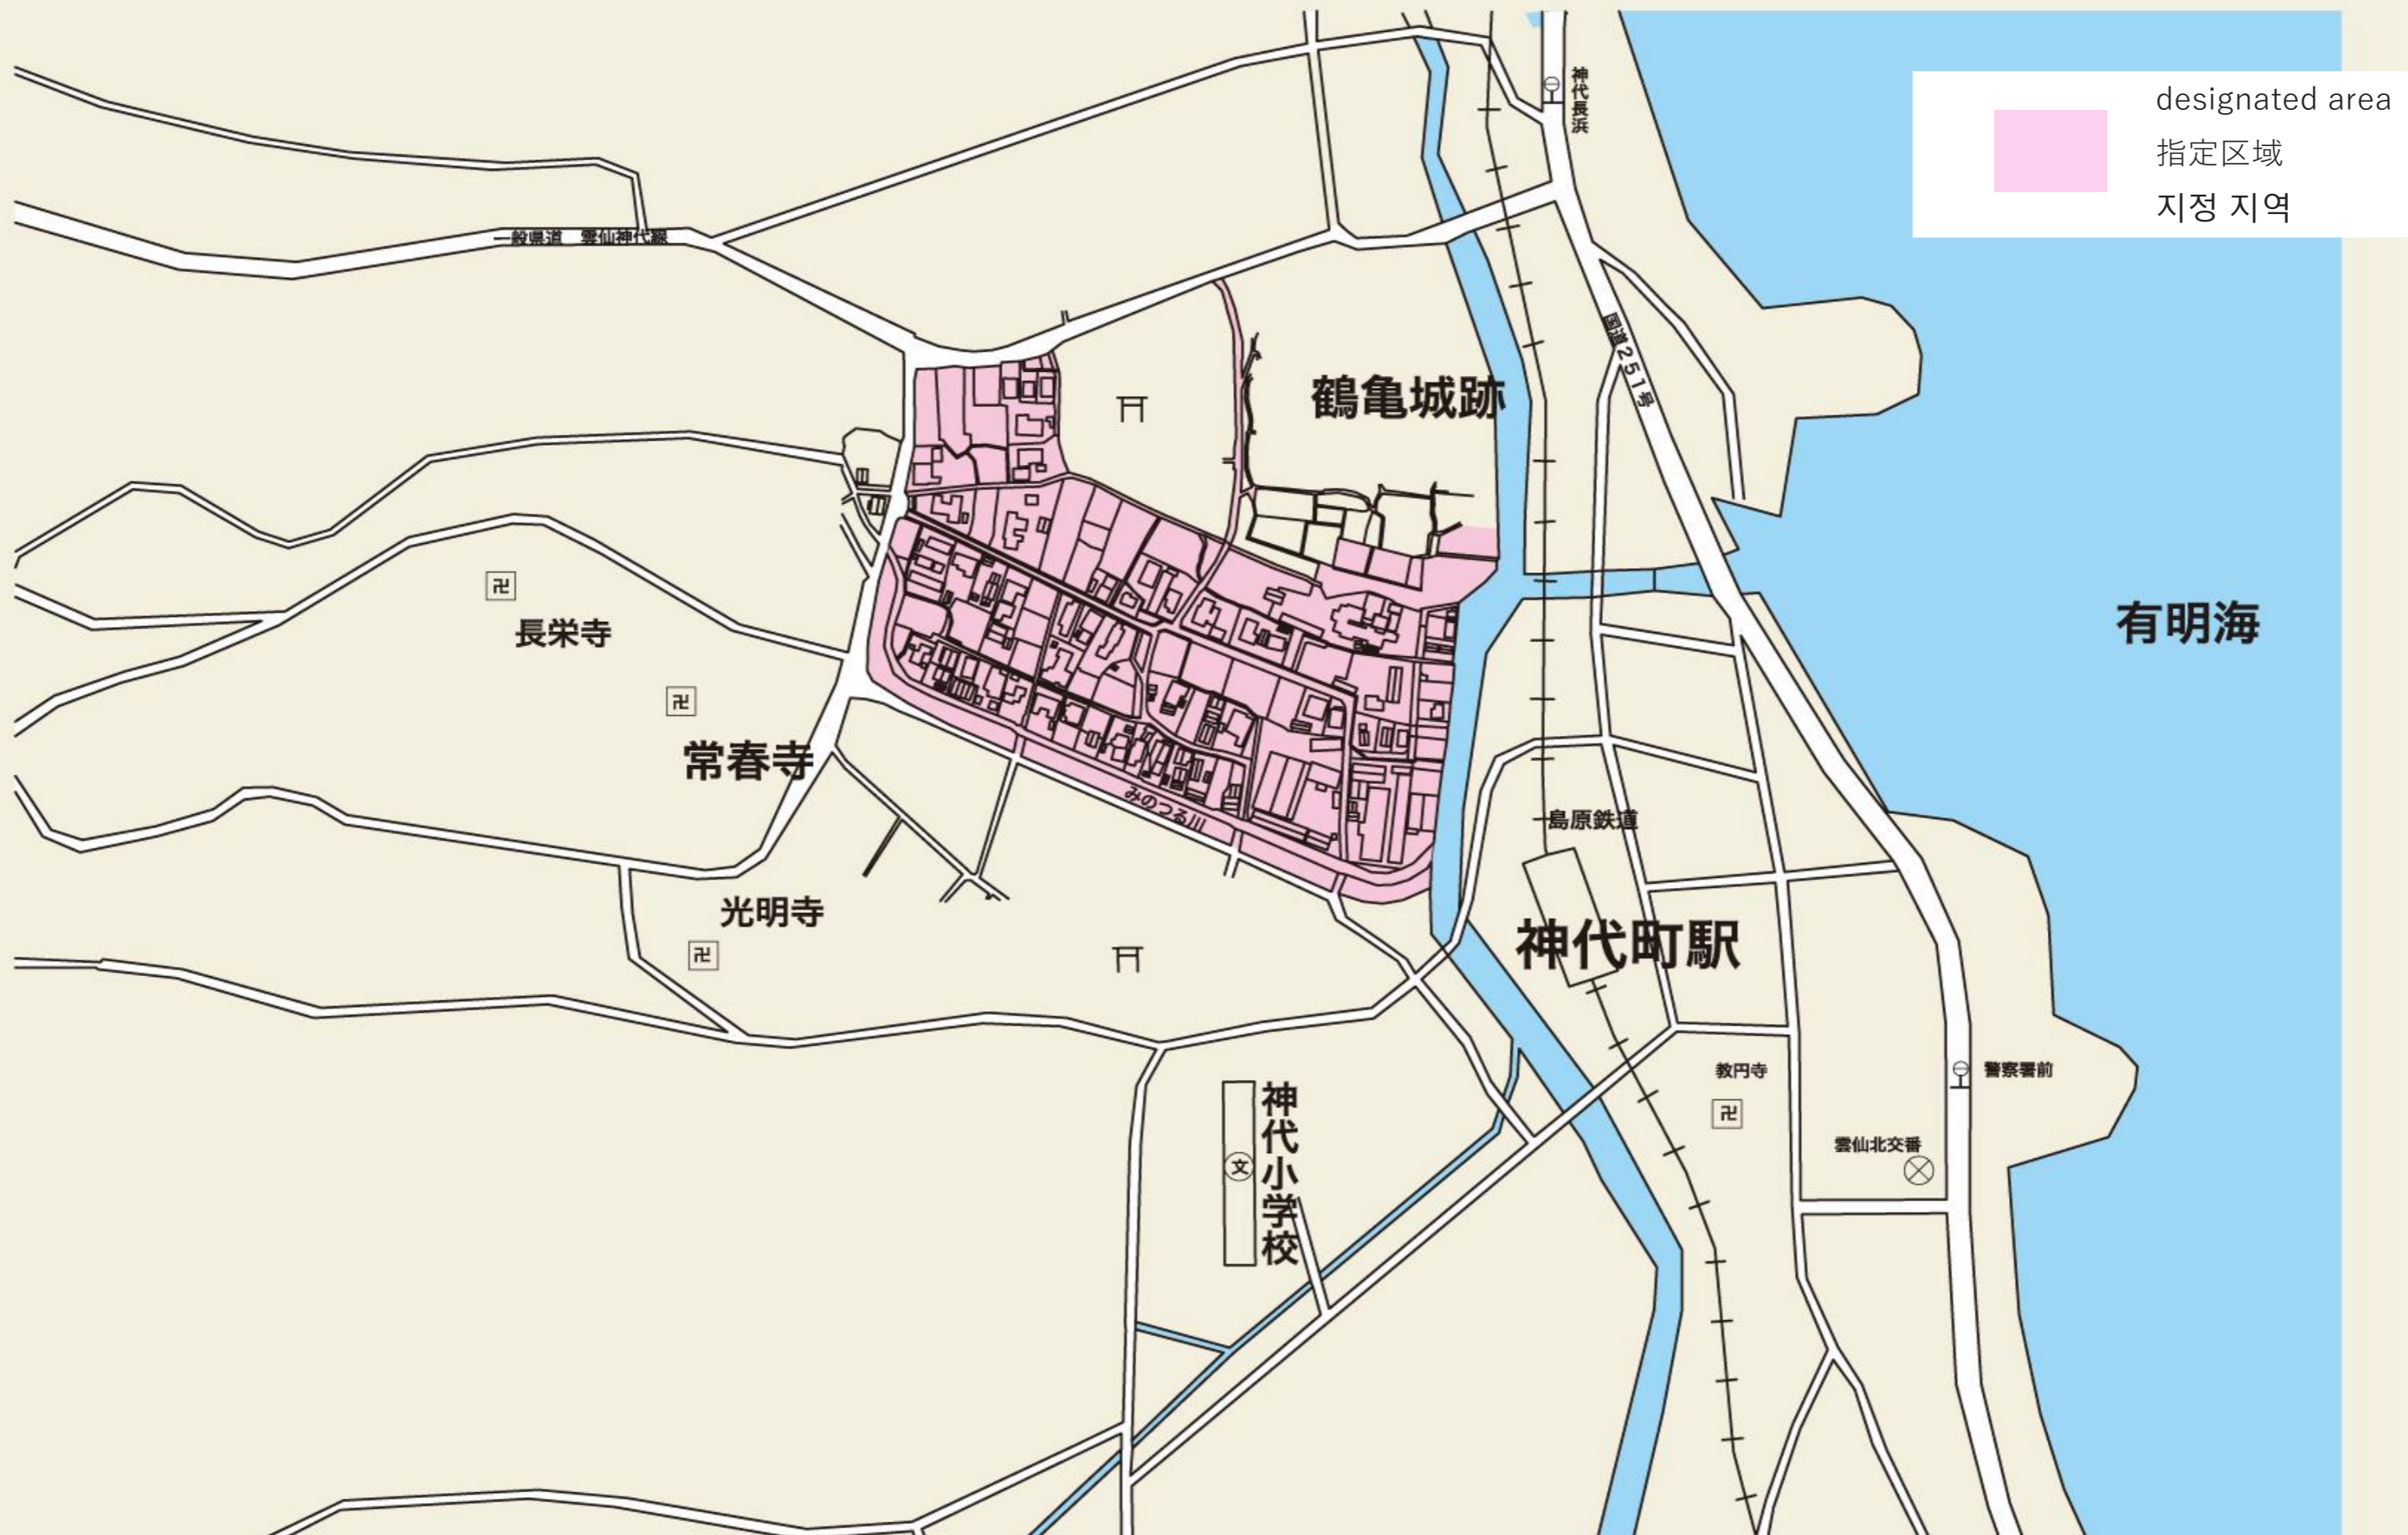 神代長浜
designated area
指定区域
지정 지역
一般県道　雲仙神代線
国道251号
鶴亀城跡
有明海
長栄寺
常春寺
みのつる川
島原鉄道
光明寺
神代町駅
教円寺
警察署前
神代小学校
文
雲仙北交番